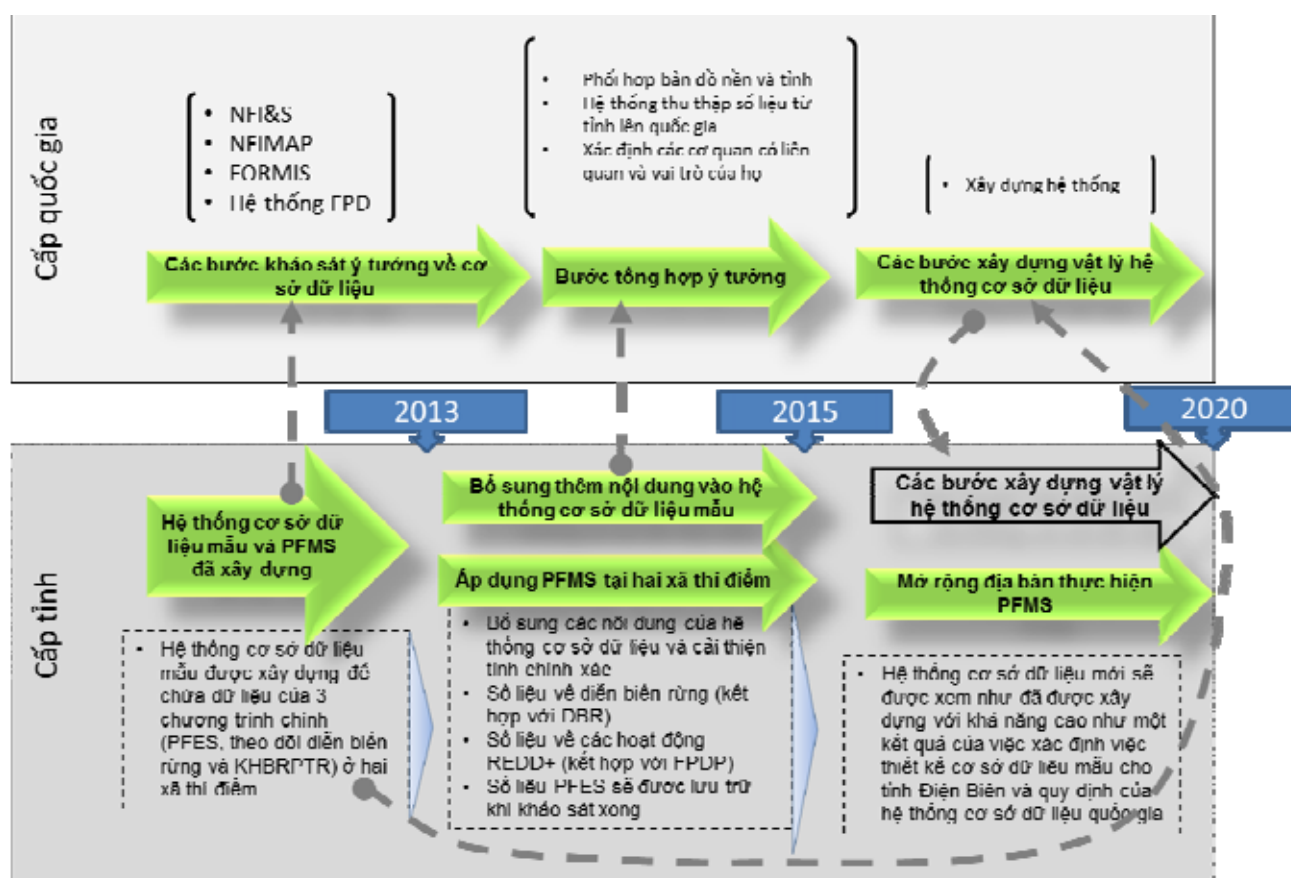 Cấp quốc gia
• NFI&S
• NFIMAP
• FORMIS
• Hệ thống FPD
• Phối hợp bản đồ nền và tỉnh
• Hệ thống thu thập số liệu từ
tỉnh lên quốc gia
• Xác định các cơ quan có liên
quan và vai trò của họ
• Xây dựng hệ thống
Các bước khảo sát ý tưởng về cơ
sở dữ liệu
Bước tổng hợp ý tưởng
Các bước xây dựng vật lý hệ
thống cơ sở dữ liệu
2013
2015
2020
Cấp tỉnh
Hệ thống cơ sở dữ
liệu mẫu và PFMS
đã xây dựng
Bổ sung thêm nội dung vào hệ
thống cơ sở dữ liệu mẫu
Áp dụng PFMS tại hai xã thí điểm
Các bước xây dựng vật lý
hệ thống cơ sở dữ liệu
Mở rộng địa bàn thực hiện
PFMS
• Hệ thống cơ sở dữ liệu
mẫu được xây dựng để
chứa dữ liệu của 3
chương trình chính
(PFES, theo dõi diễn biến
rừng và KHBRPTR) ở hai
xã thí điểm
• Bổ sung các nội dung của hệ
thống cơ sở dữ liệu và cải thiện
tính chính xác
• Số liệu về diễn biến rừng (kết
hợp với DBR)
• Số liệu về các hoạt động
REDD+ (kết hợp với FPDP)
• Số liệu PFES sẽ được lưu trữ
khi khảo sát xong
• Hệ thống cơ sở dữ liệu mới sẽ
được xem như đã được xây
dựng với khả năng cao như một
kết quả của việc xác định việc
thiết kế cơ sở dữ liệu mẫu cho
tỉnh Điện Biên và quy định của
hệ thống cơ sở dữ liệu quốc gia